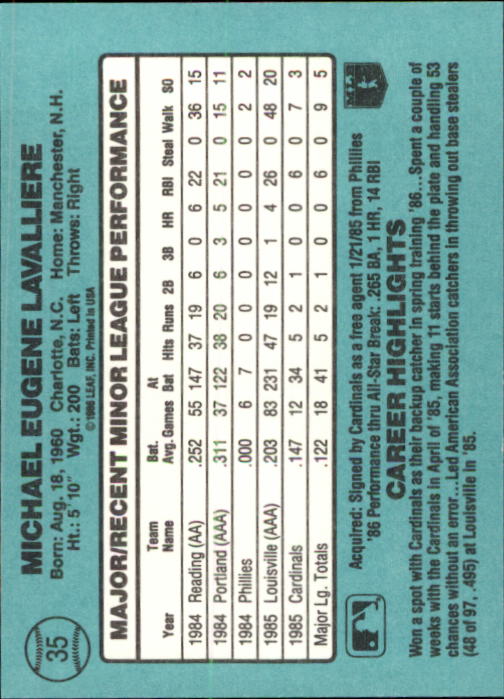 35
MICHAEL EUGENE LAVALLIERE
Born: Aug. 18, 1960 Charlotte, N.C. Home: Manchester, N.H.
Ht.: 5'10" Wgt.: 200 Bats: Left Throws: Right
©1986 LEAF, INC. Printed in USA
MAJOR/RECENT MINOR LEAGUE PERFORMANCE
Team Bat. At
Year Name Avg. Games Bat Hits Runs 2B 3B HR RBI Steal Walk SO
1984 Reading (AA) .252 55 147 37 19 6 0 6 22 0 36 15
1984 Portland (AAA) .311 37 122 38 20 6 3 5 21 0 15 11
1984 Phillies .000 6 7 0 0 0 0 0 0 0 2 2
1985 Louisville (AAA) .203 83 231 47 19 12 1 4 26 0 48 20
1985 Cardinals .147 12 34 5 2 1 0 0 6 0 7 3
Major Lg. Totals .122 18 41 5 2 1 0 0 6 0 9 5
Acquired: Signed by Cardinals as a free agent 1/21/85 from Phillies
'86 Performance thru All-Star Break: .265 BA, 1 HR, 14 RBI
CAREER HIGHLIGHTS
Won a spot with Cardinals as their backup catcher in spring training '86...Spent a couple of
weeks with the Cardinals in April of '85, making 11 starts behind the plate and handling 53
chances without an error...Led American Association catchers in throwing out base stealers
(48 of 97, .495) at Louisville in '85.